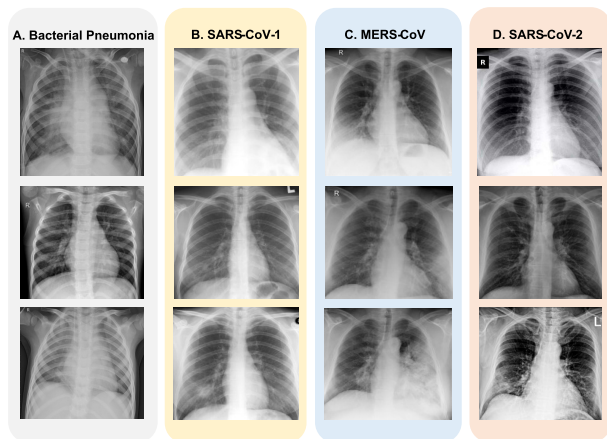 A. Bacterial Pneumonia
B. SARS-CoV-1
C. MERS-CoV
D. SARS-CoV-2
R
R
R
L
R
L